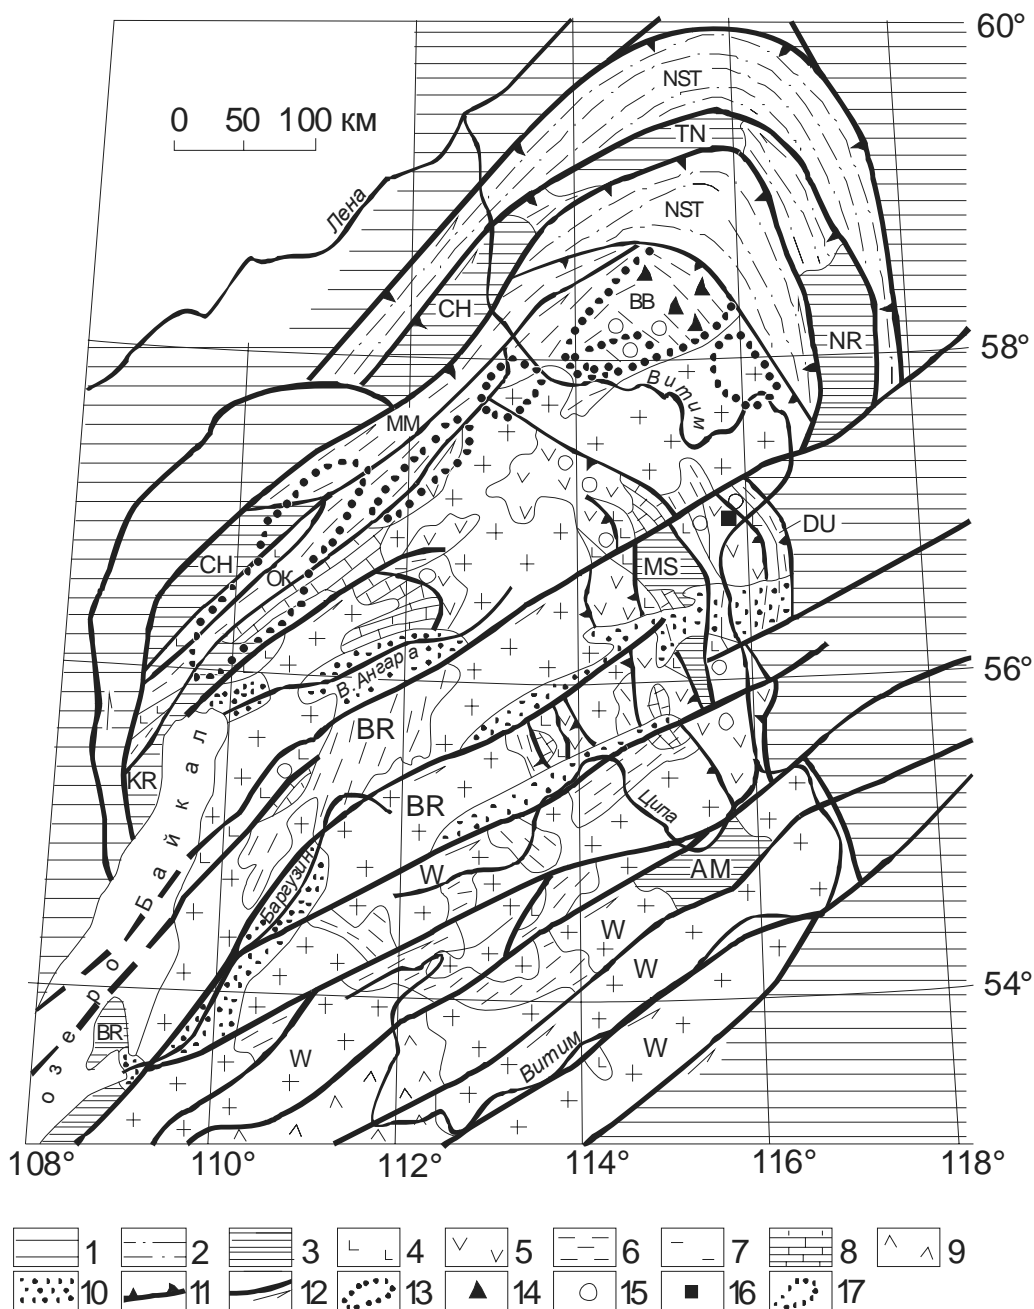 60°
NST
0 50 100 км
TN
Лена
NST
BB
CH
NR
58°
Витим
ММ
DU
CH
ОК
MS
В. Ангара
56°
BR
KR
BR
Ципа
W
AM
Баргузин
W
W
54°
BR
W
W
Витим
озеро Байкал
108° 110° 112° 114° 116° 118°
1 2 3 4 5 6 7 8 9
10 11 12 13 14 15 16 17